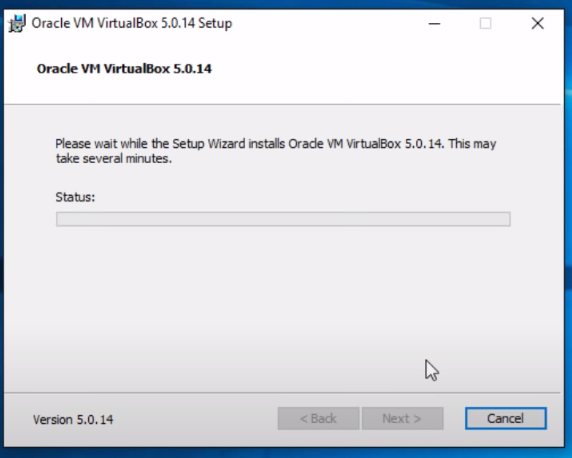 Oracle VM VirtualBox 5.0.14 Setup
Oracle VM VirtualBox 5.0.14
Please wait while the Setup Wizard installs Oracle VM VirtualBox 5.0.14. This may
take several minutes.
Status:
Version 5.0.14
< Back
Next >
Cancel